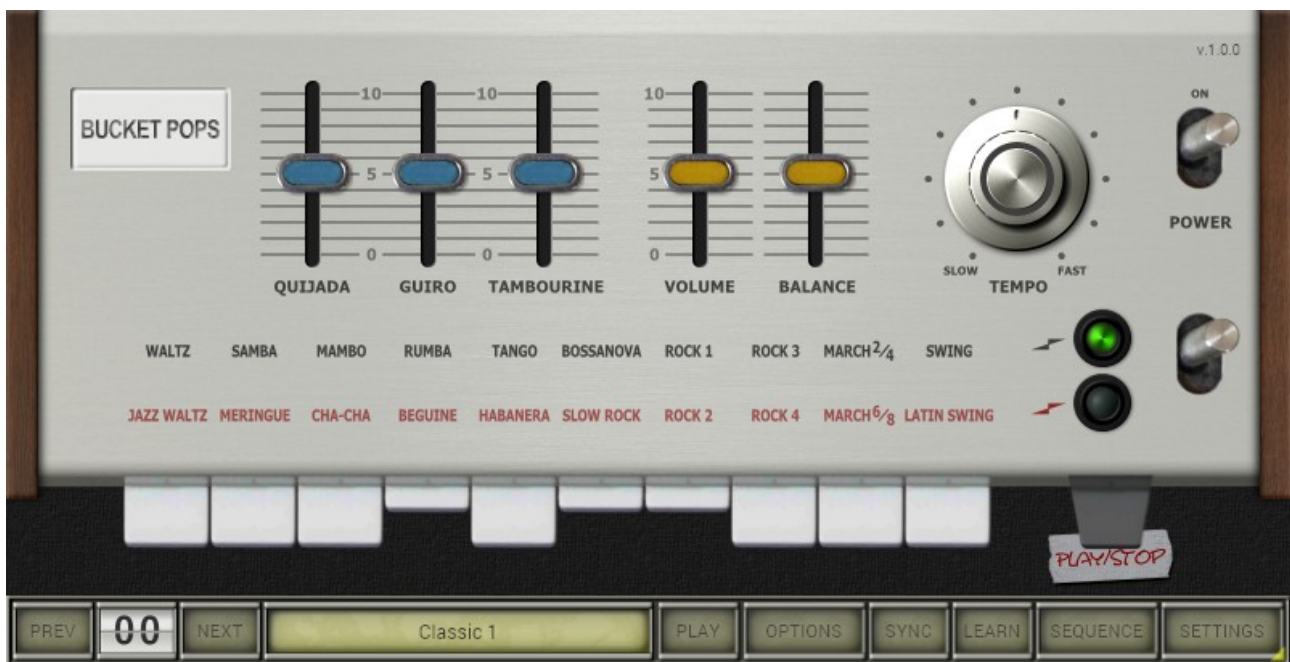 v.1.0.0
ON
BUCKET POPS
10 10 10
5 5 5
0 0 0
POWER
SLOW FAST
QUIJADA GUIRO TAMBOURINE VOLUME BALANCE TEMPO
WALTZ SAMBA MAMBO RUMBA TANGO BOSSANOVA ROCK 1 ROCK 3 MARCH 2/4 SWING
JAZZ WALTZ MERINGUE CHA-CHA BEGUINE HABANERA SLOW ROCK ROCK 2 ROCK 4 MARCH 6/8 LATIN SWING
PLAY/STOP
PREV 00 NEXT Classic 1 PLAY OPTIONS SYNC LEARN SEQUENCE SETTINGS